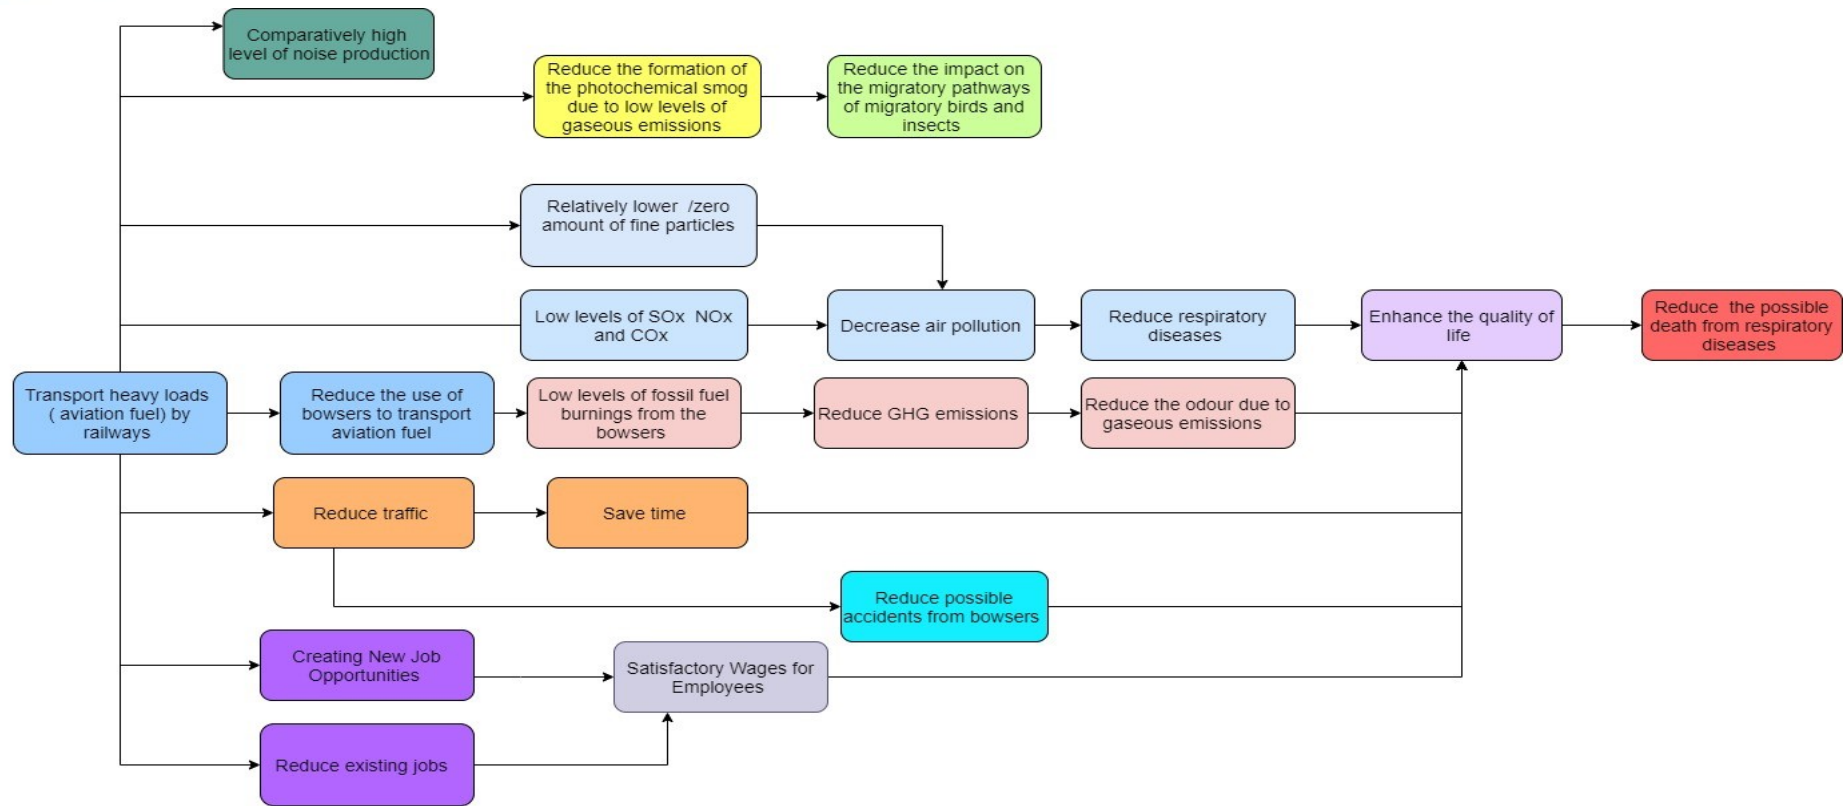 Comparatively high
level of noise production
Reduce the formation of
the photochemical smog
due to low levels of
gaseous emissions
Reduce the impact on
the migratory pathways
of migratory birds and
insects
Relatively lower /zero
amount of fine particles
Low levels of SOx NOx
and COx
Decrease air pollution
Reduce respiratory
diseases
Enhance the quality of
life
Reduce the possible
death from respiratory
diseases
Transport heavy loads
( aviation fuel) by
railways
Reduce the use of
bowsers to transport
aviation fuel
Low levels of fossil fuel
burnings from the
bowsers
Reduce GHG emissions
Reduce the odour due to
gaseous emissions
Reduce traffic
Save time
Reduce possible
accidents from bowsers
Creating New Job
Opportunities
Satisfactory Wages for
Employees
Reduce existing jobs